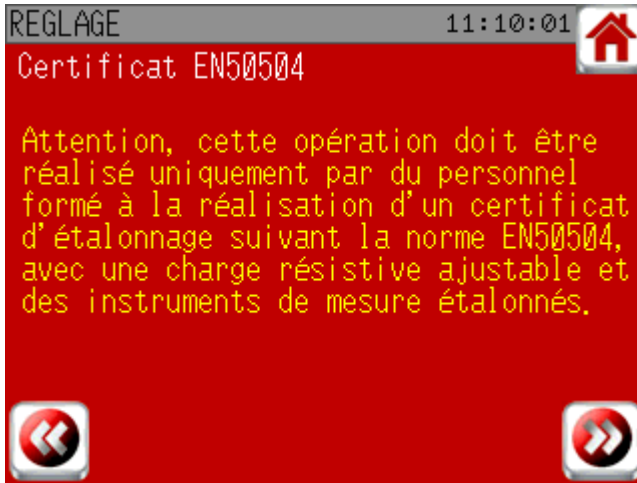 REGLAGE 11:10:01
Certificat EN50504
Attention, cette opération doit être
réalisé uniquement par du personnel
formé à la réalisation d'un certificat
d'étalonnage suivant la norme EN50504,
avec une charge résistive ajustable et
des instruments de mesure étalonnés.